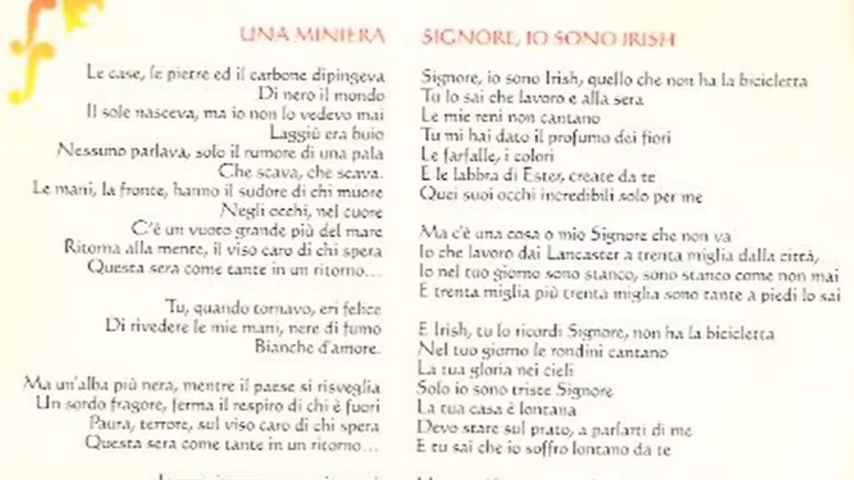 UNA MINIERA
Le case, le pietre ed il carbone dipingeva
Di nero il mondo
Il sole nasceva, ma io non lo vedevo mai
Laggiù era buio
Nessuno parlava, solo il rumore di una pala
Che scava, che scava.
Le mani, la fronte, hanno il sudore di chi muore
Negli occhi, nel cuore
C'è un vuoto grande più del mare
Ritorna alla mente, il viso caro di chi spera
Questa sera come tante in un ritorno...
Tu, quando tornavo, eri felice
Di rivedere le mie mani, nere di fumo
Bianche d'amore.
Ma un'alba più nera, mentre il paese si risveglia
Un sordo fragore, ferma il respiro di chi è fuori
Paura, terrore, sul viso caro di chi spera
Questa sera come tante in un ritorno...
SIGNORE, IO SONO IRISH
Signore, io sono Irish, quello che non ha la bicicletta
Tu lo sai che lavoro e alla sera
Le mie reni non cantano
Tu mi hai dato il profumo dei fiori
Le farfalle, i colori
E le labbra di Ester, create da te
Quei suoi occhi incredibili solo per me
Ma c'è una cosa o mio Signore che non va
Io che lavoro dai Lancaster a trenta miglia dalla città,
Io nel tuo giorno sono stanco, sono stanco come non mai
E trenta miglia più trenta miglia sono tante a piedi lo sai
E Irish, tu lo ricordi Signore, non ha la bicicletta
Nel tuo giorno le rondini cantano
La tua gloria nei cieli
Solo io sono triste Signore
La tua casa è lontana
Devo stare sul prato, a parlarti di me
E tu sai che io soffro lontano da te